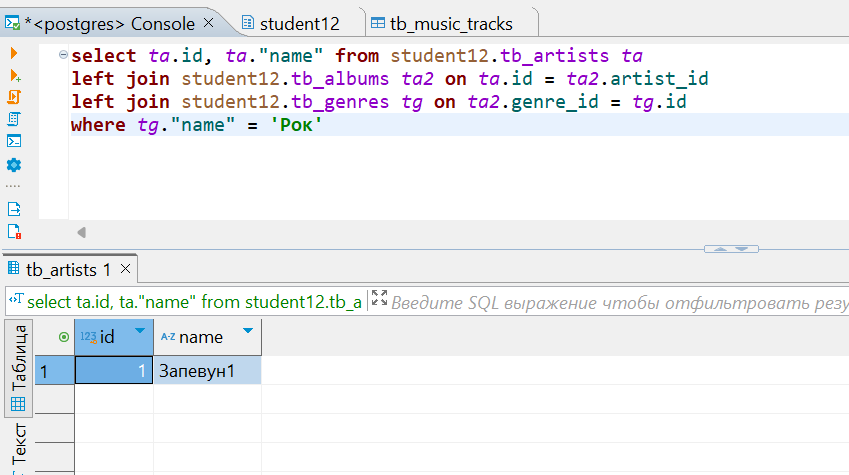 *<postgres> Console
student12
tb_music_tracks
select ta.id, ta."name" from student12.tb_artists ta
left join student12.tb_albums ta2 on ta.id = ta2.artist_id
left join student12.tb_genres tg on ta2.genre_id = tg.id
where tg."name" = 'Рок'
tb_artists 1
select ta.id, ta."name" from student12.tb_a
Введите SQL выражение чтобы отфильтровать резу
Таблица
Текст
123 id
A-Z name
1
1
Запевун1